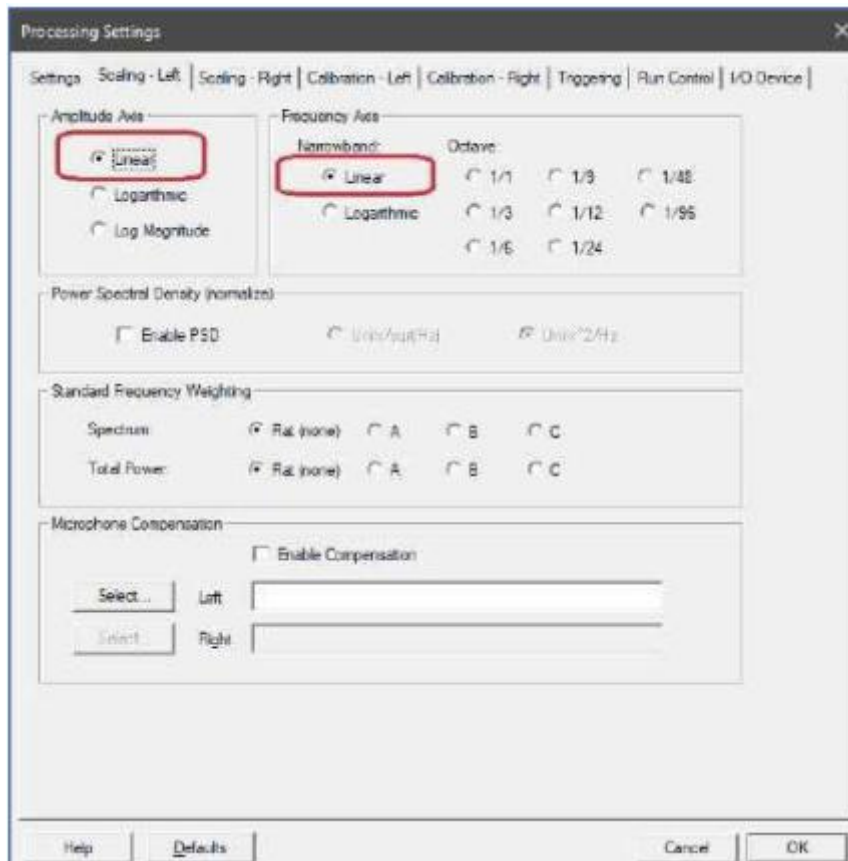 Processing Settings
Settings Scaling - Left Scaling - Right Calibration - Left Calibration - Right Triggering Run Control I/O Device
Amplitude Axis Frequency Axis
Narrowband: Octave
Linear Linear 1/1 1/9 1/48
Logarithmic Logarithmic 1/3 1/12 1/96
Log Magnitude 1/6 1/24
Power Spectral Density (normalize)
Enable PSD Units^2/Hz
Standard Frequency Weighting
Spectrum Flat (none) A B C
Total Power Flat (none) A B C
Microphone Compensation
Enable Compensation
Select... Left
Select... Right
Help Defaults Cancel OK